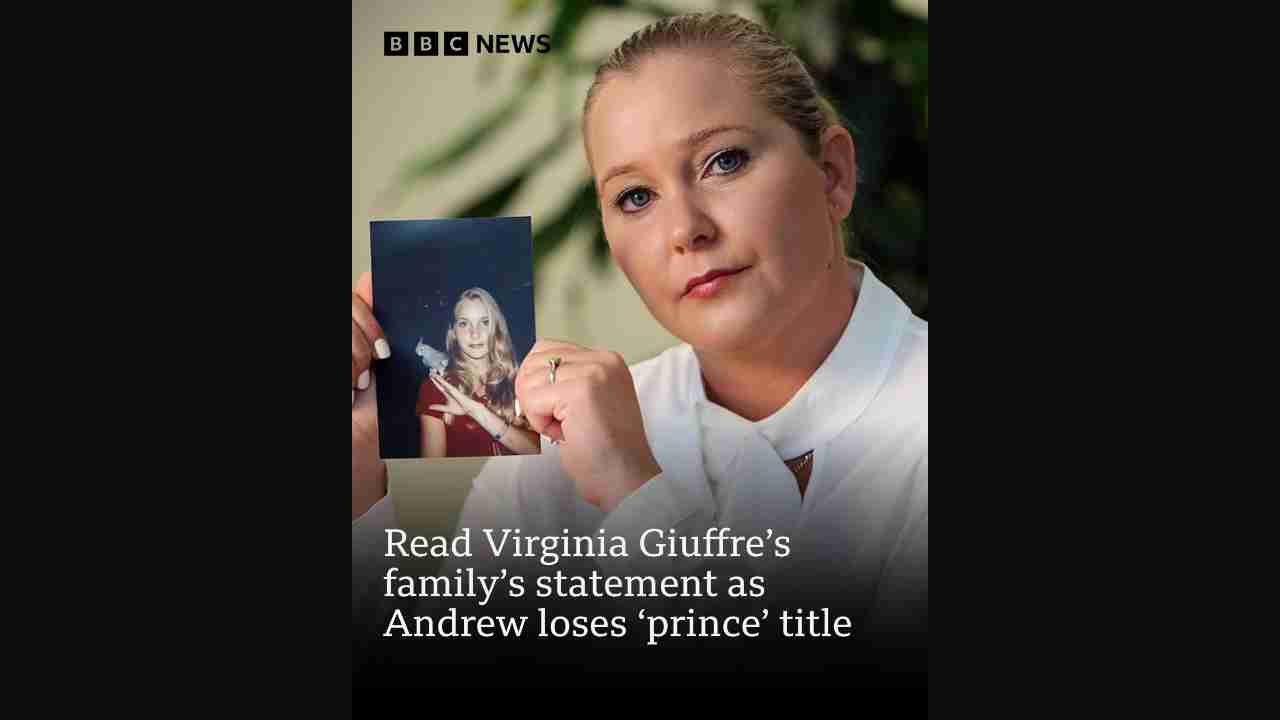 BBC NEWS
Read Virginia Giuffre’s
family’s statement as
Andrew loses ‘prince’ title